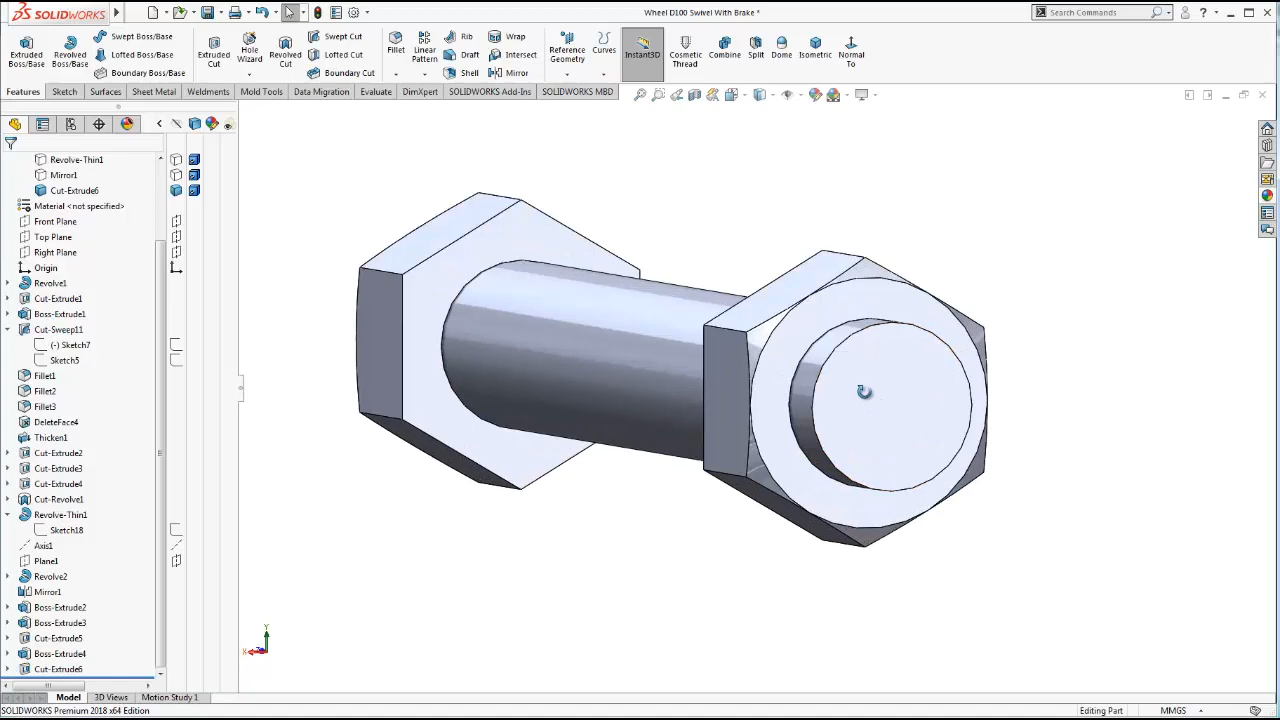 SOLIDWORKS
Wheel D100 Swivel With Brake *
Search Commands
Extruded Boss/Base
Revolved Boss/Base
Swept Boss/Base
Lofted Boss/Base
Boundary Boss/Base
Extruded Cut
Hole Wizard
Revolved Cut
Swept Cut
Lofted Cut
Boundary Cut
Fillet
Linear Pattern
Rib
Draft
Shell
Wrap
Intersect
Mirror
Reference Geometry
Curves
Instant3D
Cosmetic Thread
Combine
Split
Dome
Isometric
Normal To
Features Sketch Surfaces Sheet Metal Weldments Mold Tools Data Migration Evaluate DimXpert SOLIDWORKS Add-Ins SOLIDWORKS MBD
Revolve-Thin1
Mirror1
Cut-Extrude6
Material <not specified>
Front Plane
Top Plane
Right Plane
Origin
Revolve1
Cut-Extrude1
Boss-Extrude1
Cut-Sweep11
(-) Sketch7
Sketch5
Fillet1
Fillet2
Fillet3
DeleteFace4
Thicken1
Cut-Extrude2
Cut-Extrude3
Cut-Extrude4
Cut-Revolve1
Revolve-Thin1
Sketch18
Axis1
Plane1
Revolve2
Mirror1
Boss-Extrude2
Boss-Extrude3
Cut-Extrude5
Boss-Extrude4
Cut-Extrude6
Y
X
Model 3D Views Motion Study 1
SOLIDWORKS Premium 2018 x64 Edition
Editing Part MMGS